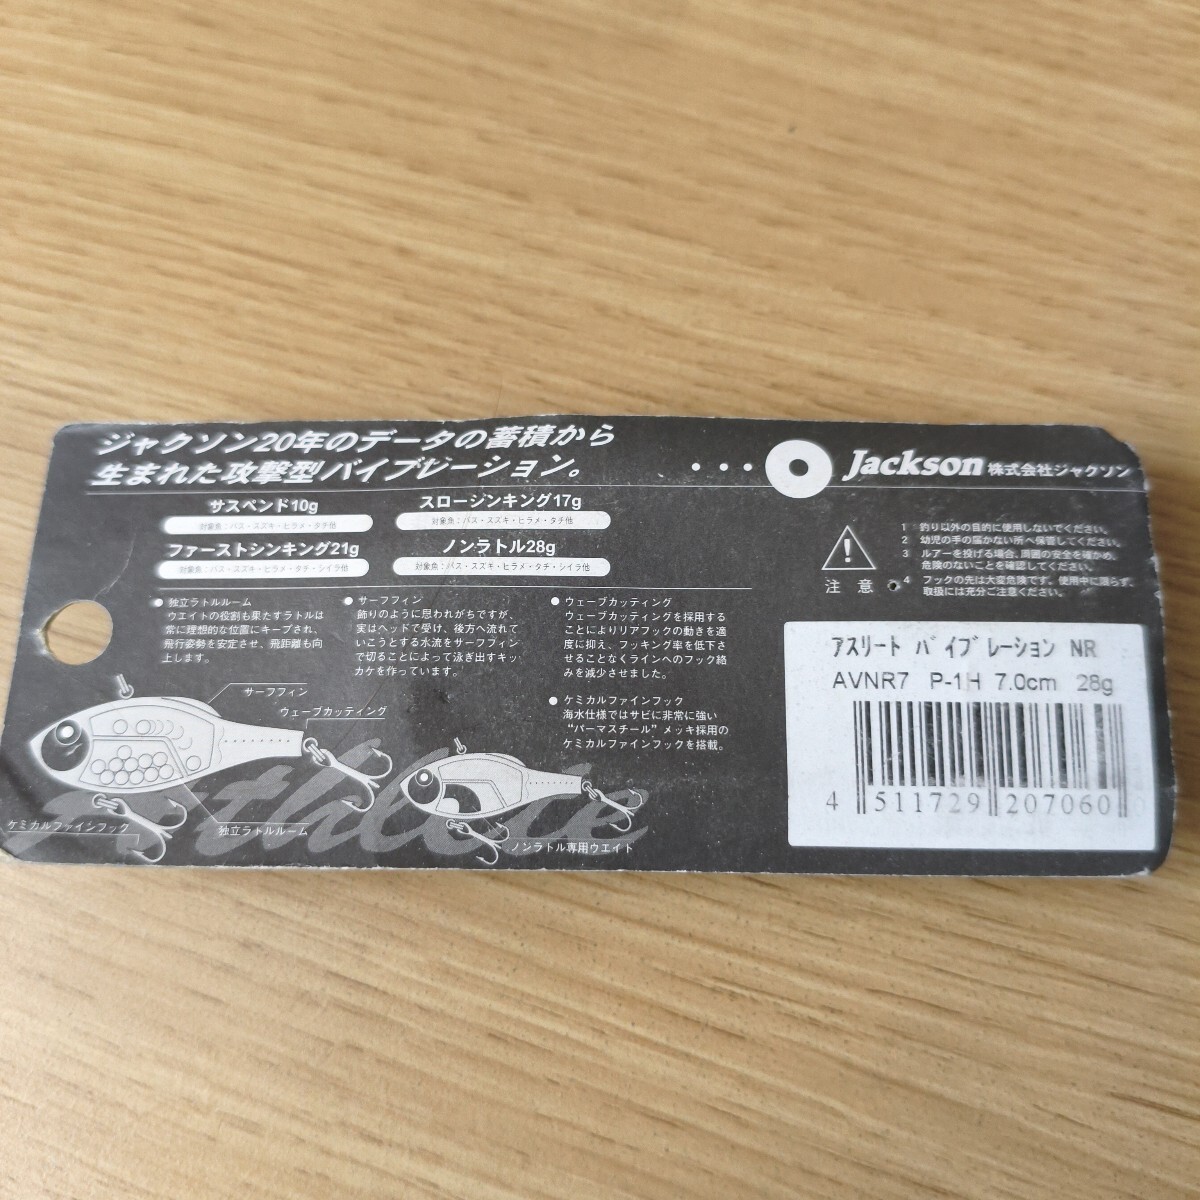 ジャクソン20年のデータの蓄積から
生まれた攻撃型バイブレーション。
Jackson 株式会社ジャクソン
サスペンド10g
対象魚：バス・スズキ・ヒラメ・タチ他
スローシンキング17g
対象魚：バス・スズキ・ヒラメ・タチ他
ファーストシンキング21g
対象魚：バス・スズキ・ヒラメ・タチ・シイラ他
ノンラトル28g
対象魚：バス・スズキ・ヒラメ・タチ・シイラ他
注意
1 釣り以外の目的に使用しないでください。
2 幼児の手の届かない所へ保管してください。
3 ルアーを投げる場合、周囲の安全を確かめ、
危険のないことを確認してください。
4 フックの先は大変危険です。使用中に限らず、
取扱には充分ご注意ください。
● 独立ラトルルーム
ウエイトの役割も果たすラトルは
常に理想的な位置にキープされ、
飛行姿勢を安定させ、飛距離も向
上します。
● サーフフィン
飾りのように思われがちですが、
実はヘッドで受け、後方へ流れて
いこうとする水流をサーフフィン
で切ることによって泳ぎ出すキッ
カケを作っています。
● ウェーブカッティング
ウェーブカッティングを採用する
ことによりリアフックの動きを適
度に抑え、フッキング率を低下さ
せることなくラインへのフック絡
みを減少させました。
● ケミカルファインフック
海水仕様ではサビに非常に強い
“パーマスチール”メッキ採用の
ケミカルファインフックを搭載。
サーフフィン
ウェーブカッティング
ケミカルファインフック
独立ラトルルーム
ノンラトル専用ウエイト
Athlete
アスリート バイブレーション NR
AVNR7 P-1H 7.0cm 28g
4 511729 207060